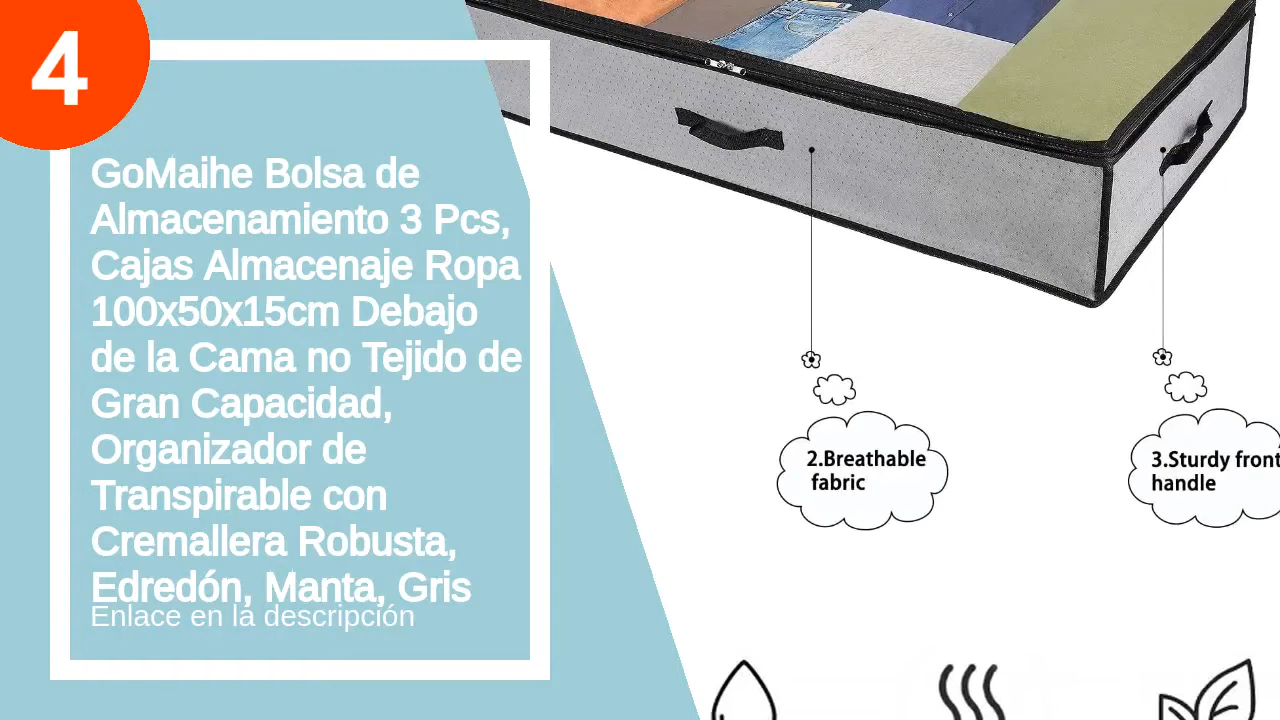 4
GoMaihe Bolsa de
Almacenamiento 3 Pcs,
Cajas Almacenaje Ropa
100x50x15cm Debajo
de la Cama no Tejido de
Gran Capacidad,
Organizador de
Transpirable con
Cremallera Robusta,
Edredón, Manta, Gris
Enlace en la descripción
2.Breathable
fabric
3.Sturdy front
handle